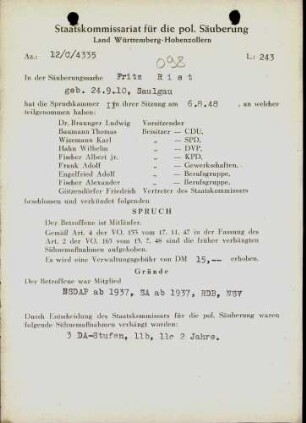 Staatskommissariat für die pol. Säuberung
Land Württemberg-Hohenzollern
Az.: 12/C/4335
098
L: 243
In der Säuberungssache Fritz Rist
geb. 24.9.10, Saulgau
hat die Spruchkammer II in ihrer Sitzung am 6.8.48, an welcher
teilgenommen haben:
Dr. Braunger Ludwig Vorsitzender
Baumann Thomas Beisitzer — CDU,
Wissmann Karl „ — SPD,
Hahn Wilhelm „ — DVP,
Fischer Albert jr. „ — KPD,
Frank Adolf „ — Gewerkschaften,
Engelfried Adolf „ — Berufsgruppe,
Fischer Alexander „ — Berufsgruppe,
Götzendörfer Friedrich Vertreter des Staatskommissars
beschlossen und verkündet folgenden
SPRUCH
Der Betroffene ist Mitläufer.
Gemäß Art. 4 der VO. 133 vom 17. 11. 47 in der Fassung des
Art. 2 der VO. 165 vom 13. 7. 48 sind die früher verhängten
Sühnemaßnahmen aufgehoben.
Es wird eine Verwaltungsgebühr von DM 15,— erhoben.
Gründe
Der Betroffene war Mitglied
NSDAP ab 1937, SA ab 1937, RDB, NSV
Durch Entscheidung des Staatskommissars für die pol. Säuberung waren
folgende Sühnemaßnahmen verhängt worden:
3 DA-Stufen, 11b, 11c 2 Jahre.